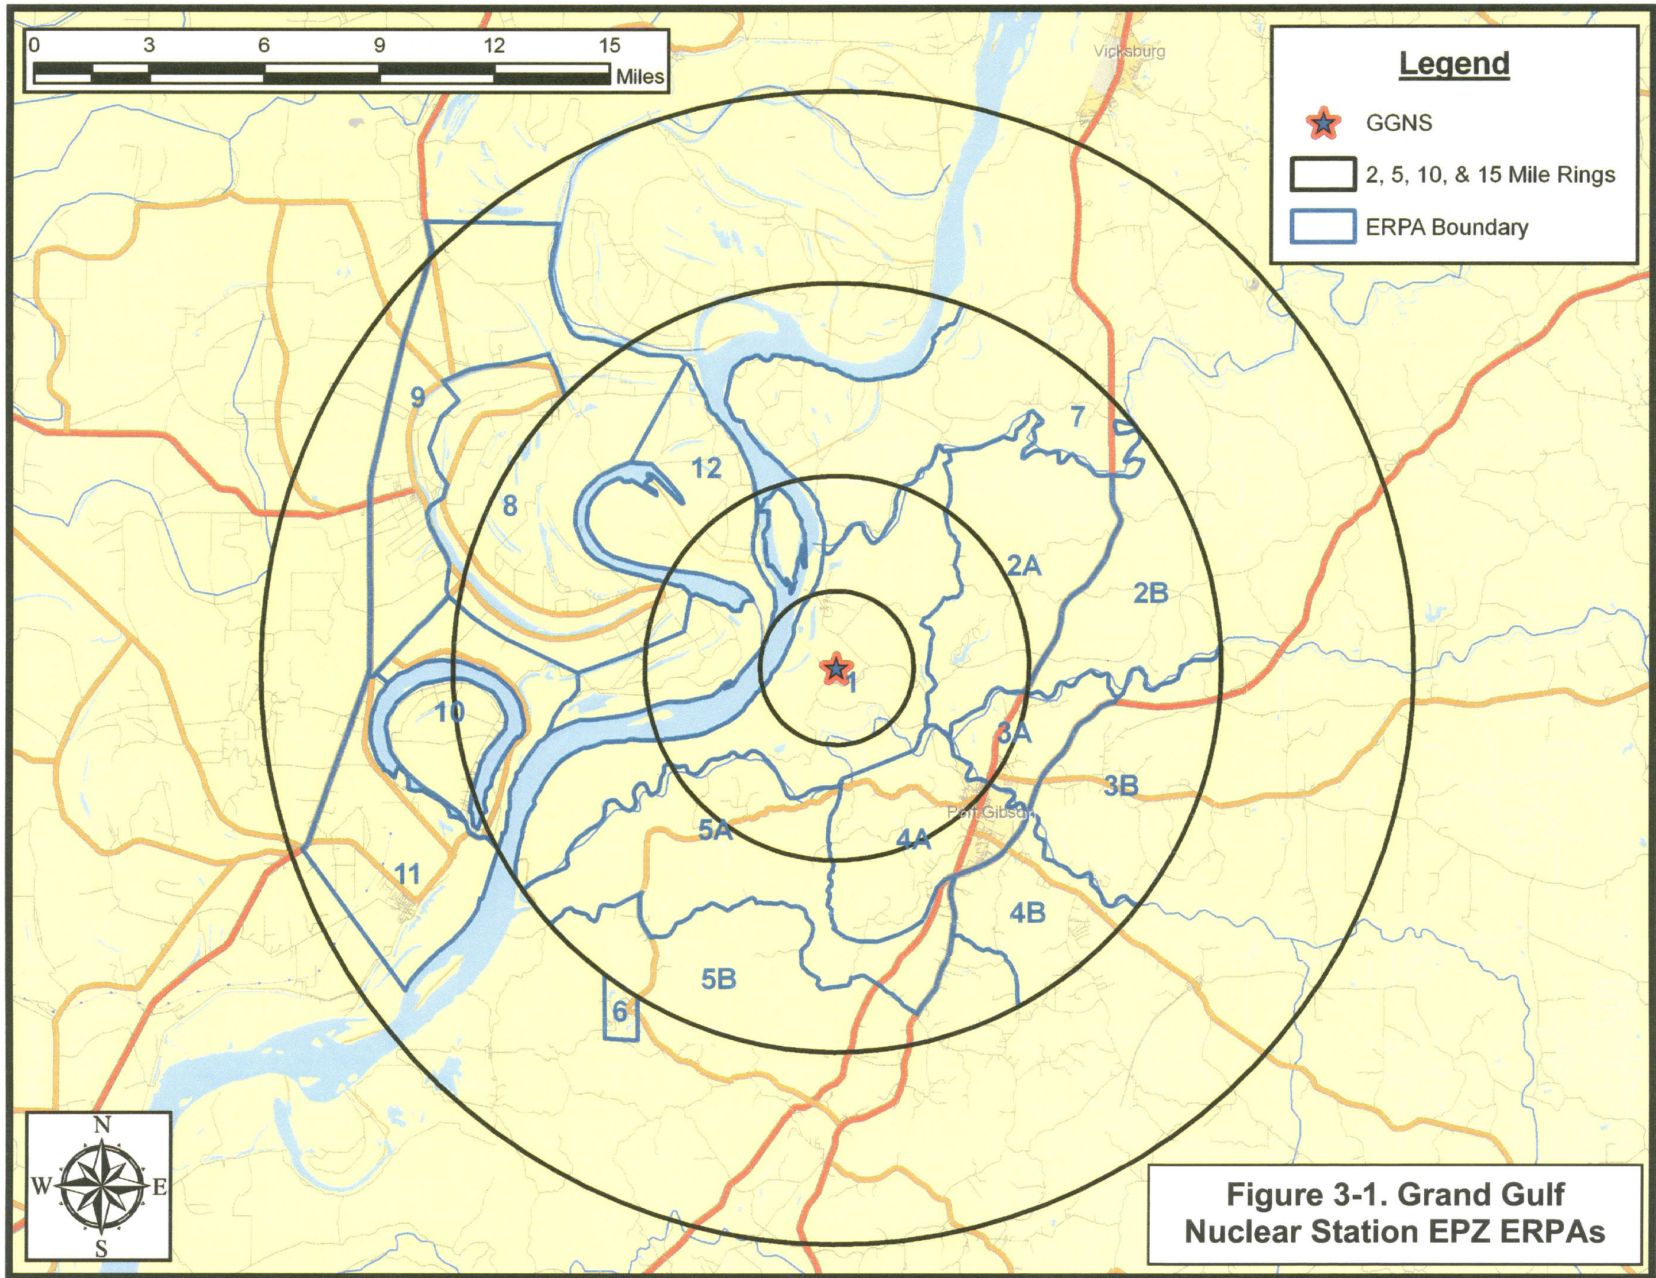 0 3 6 9 12 15
Miles
Vicksburg
Legend
GGNS
2, 5, 10, & 15 Mile Rings
ERPA Boundary
9
7
12
8
2A
2B
1
10
3A
3B
Port Gibson
5A
4A
11
4B
5B
6
N
W E
S
Figure 3-1. Grand Gulf
Nuclear Station EPZ ERPAs